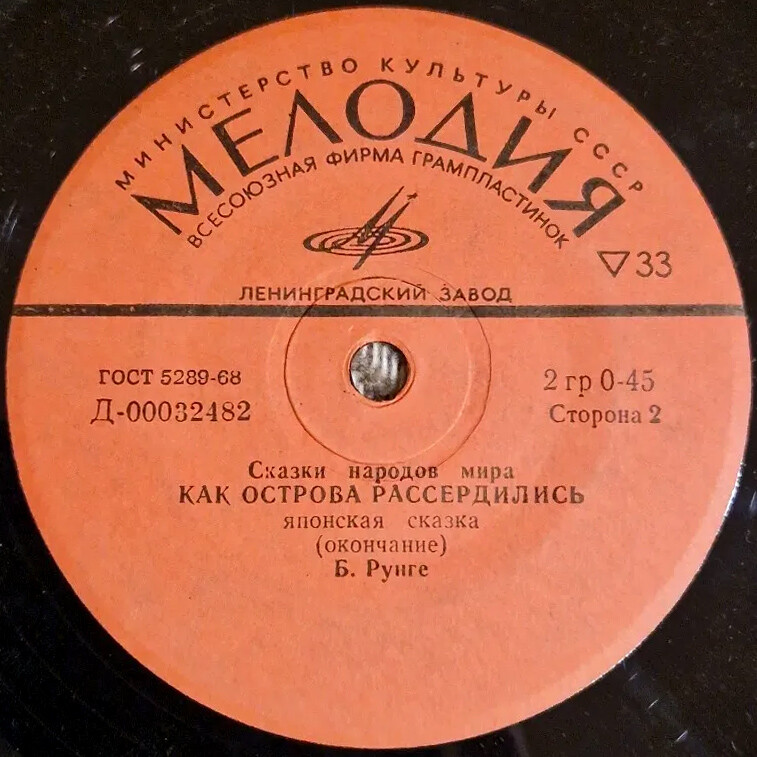 МИНИСТЕРСТВО КУЛЬТУРЫ СССР
МЕЛОДИЯ
ВСЕСОЮЗНАЯ ФИРМА ГРАМПЛАСТИНОК
▽33
ЛЕНИНГРАДСКИЙ ЗАВОД
ГОСТ 5289-68
Д-00032482
2 гр 0-45
Сторона 2
Сказки народов мира
КАК ОСТРОВА РАССЕРДИЛИСЬ
японская сказка
(окончание)
Б. Рунге